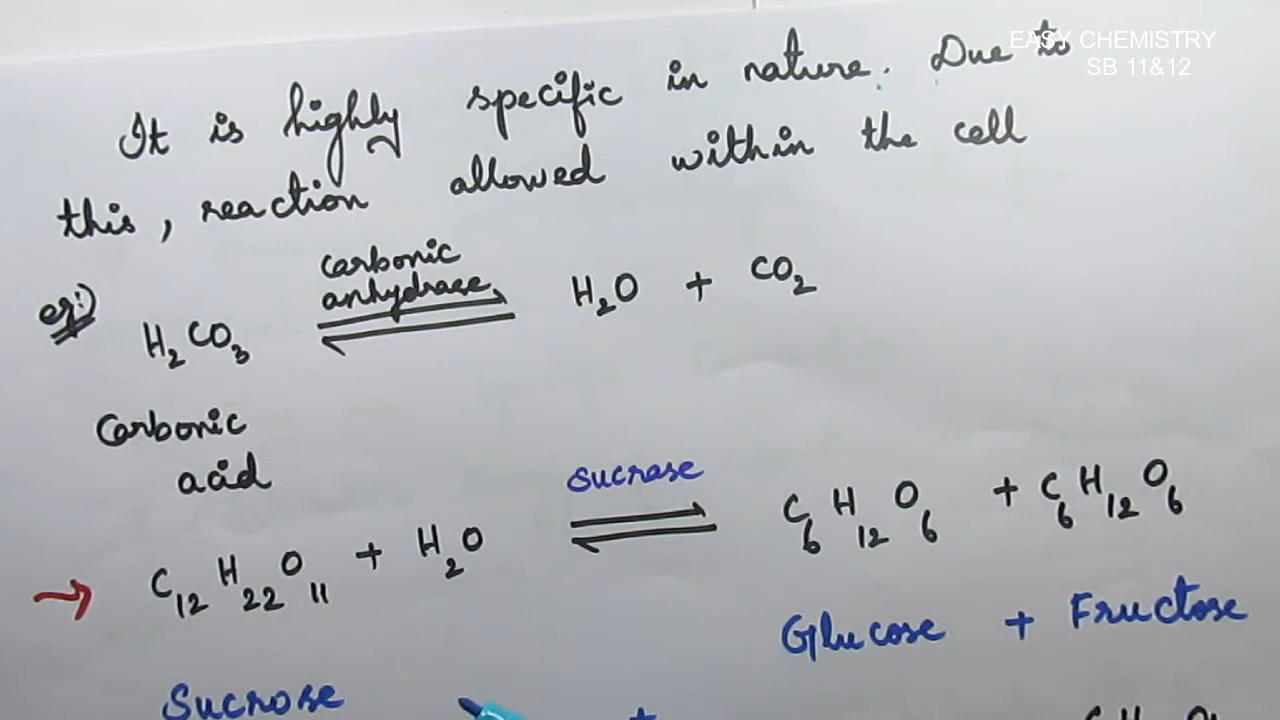 EASY CHEMISTRY
SB 11&12
It is highly specific in nature. Due to
this, reaction allowed within the cell
eg:)
carbonic
anhydrase
H₂CO₃ ⇌ H₂O + CO₂
Carbonic
acid
sucrase
→ C₁₂H₂₂O₁₁ + H₂O ⇌ C₆H₁₂O₆ + C₆H₁₂O₆
Glucose + Fructose
Sucrose +